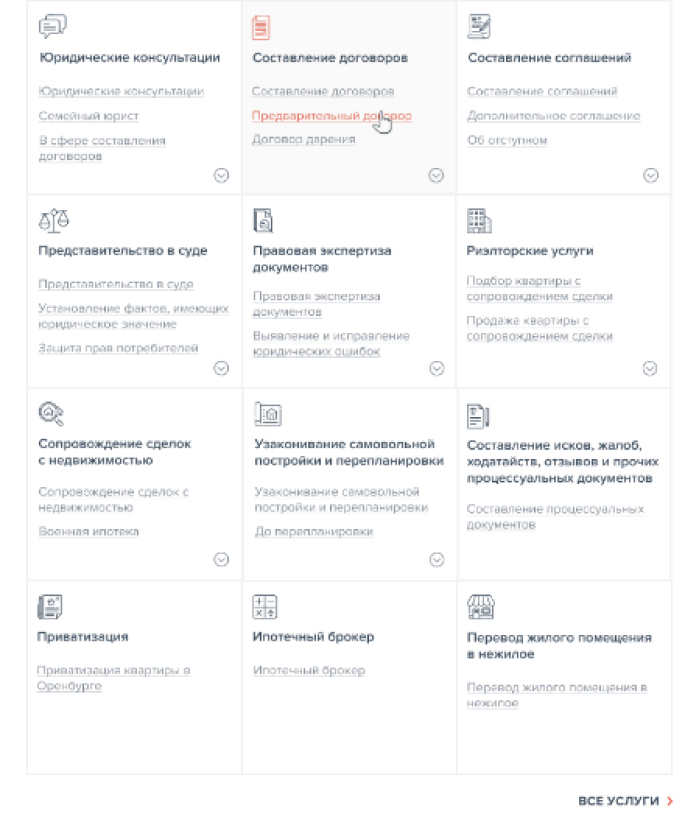 Юридические консультации
Юридические консультации
Семейный юрист
В сфере составления
договоров
Составление договоров
Составление договоров
Предварительный договор
Договор дарения
Составление соглашений
Составление соглашений
Дополнительное соглашение
Об отступном
Представительство в суде
Представительство в суде
Установление фактов, имеющих
юридическое значение
Защита прав потребителей
Правовая экспертиза
документов
Правовая экспертиза
документов
Выявление и исправление
юридических ошибок
Риэлторские услуги
Подбор квартиры с
сопровождением сделки
Продажа квартиры с
сопровождением сделки
Сопровождение сделок
с недвижимостью
Сопровождение сделок с
недвижимостью
Военная ипотека
Узаконивание самовольной
постройки и перепланировки
Узаконивание самовольной
постройки и перепланировки
До перепланировки
Составление исков, жалоб,
ходатайств, отзывов и прочих
процессуальных документов
Составление процессуальных
документов
Приватизация
Приватизация квартиры в
Оренбурге
Ипотечный брокер
Ипотечный брокер
Перевод жилого помещения
в нежилое
Перевод жилого помещения в
нежилое
ВСЕ УСЛУГИ